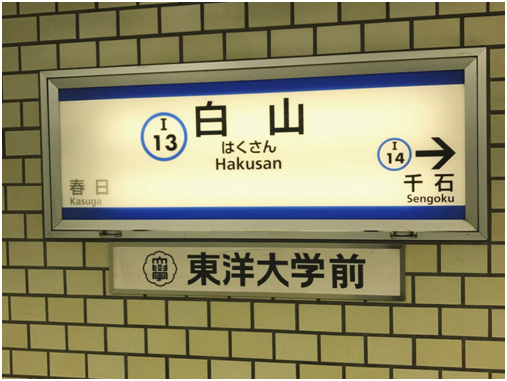 I
13
白山
はくさん
Hakusan
I
14
→
千石
Sengoku
春日
Kasuga
東洋大学前